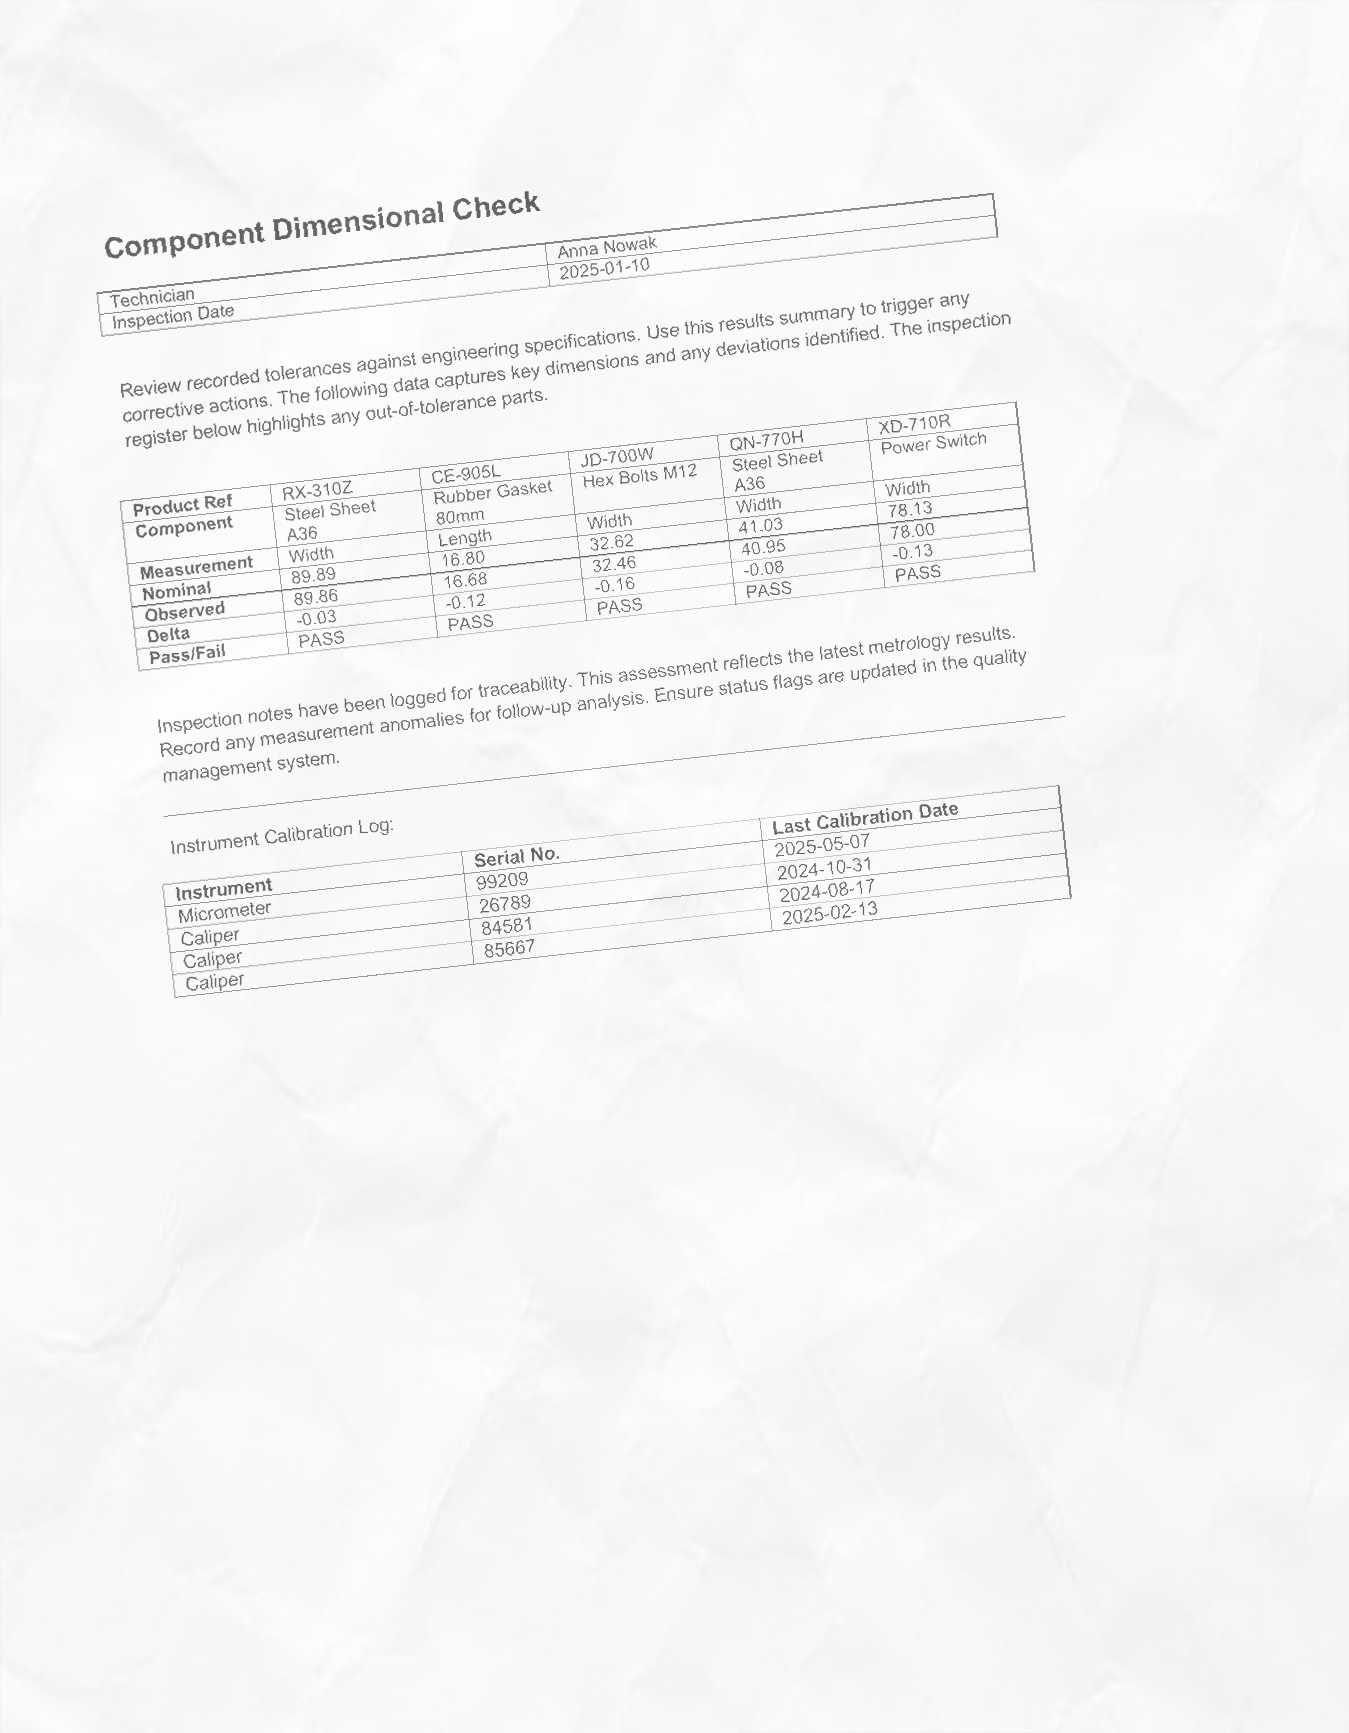 Component Dimensional Check
Technician Anna Nowak
Inspection Date 2025-01-10
Review recorded tolerances against engineering specifications. Use this results summary to trigger any
corrective actions. The following data captures key dimensions and any deviations identified. The inspection
register below highlights any out-of-tolerance parts.
Product Ref RX-310Z CE-905L JD-700W QN-770H XD-710R
Component Steel Sheet A36 Rubber Gasket 80mm Hex Bolts M12 Steel Sheet A36 Power Switch
Measurement Width Length Width Width Width
Nominal 89.89 16.80 32.62 41.03 78.13
Observed 89.86 16.68 32.46 40.95 78.00
Delta -0.03 -0.12 -0.16 -0.08 -0.13
Pass/Fail PASS PASS PASS PASS PASS
Inspection notes have been logged for traceability. This assessment reflects the latest metrology results.
Record any measurement anomalies for follow-up analysis. Ensure status flags are updated in the quality
management system.
Instrument Calibration Log:
Instrument Serial No. Last Calibration Date
Micrometer 99209 2025-05-07
Caliper 26789 2024-10-31
Caliper 84581 2024-08-17
Caliper 85667 2025-02-13